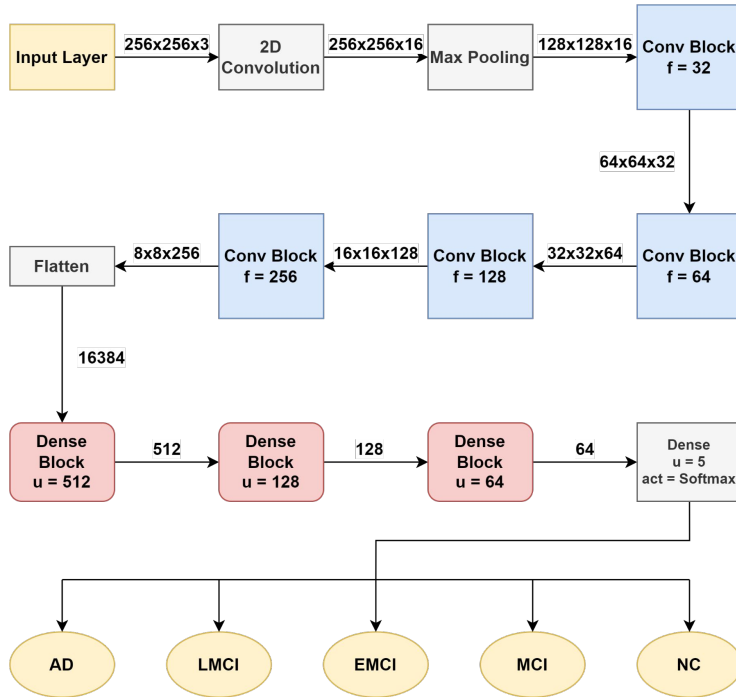 Input Layer
256x256x3
2D
Convolution
256x256x16
Max Pooling
128x128x16
Conv Block
f = 32
64x64x32
Conv Block
f = 64
32x32x64
Conv Block
f = 128
16x16x128
Conv Block
f = 256
8x8x256
Flatten
16384
Dense
Block
u = 512
512
Dense
Block
u = 128
128
Dense
Block
u = 64
64
Dense
u = 5
act = Softmax
AD
LMCI
EMCI
MCI
NC